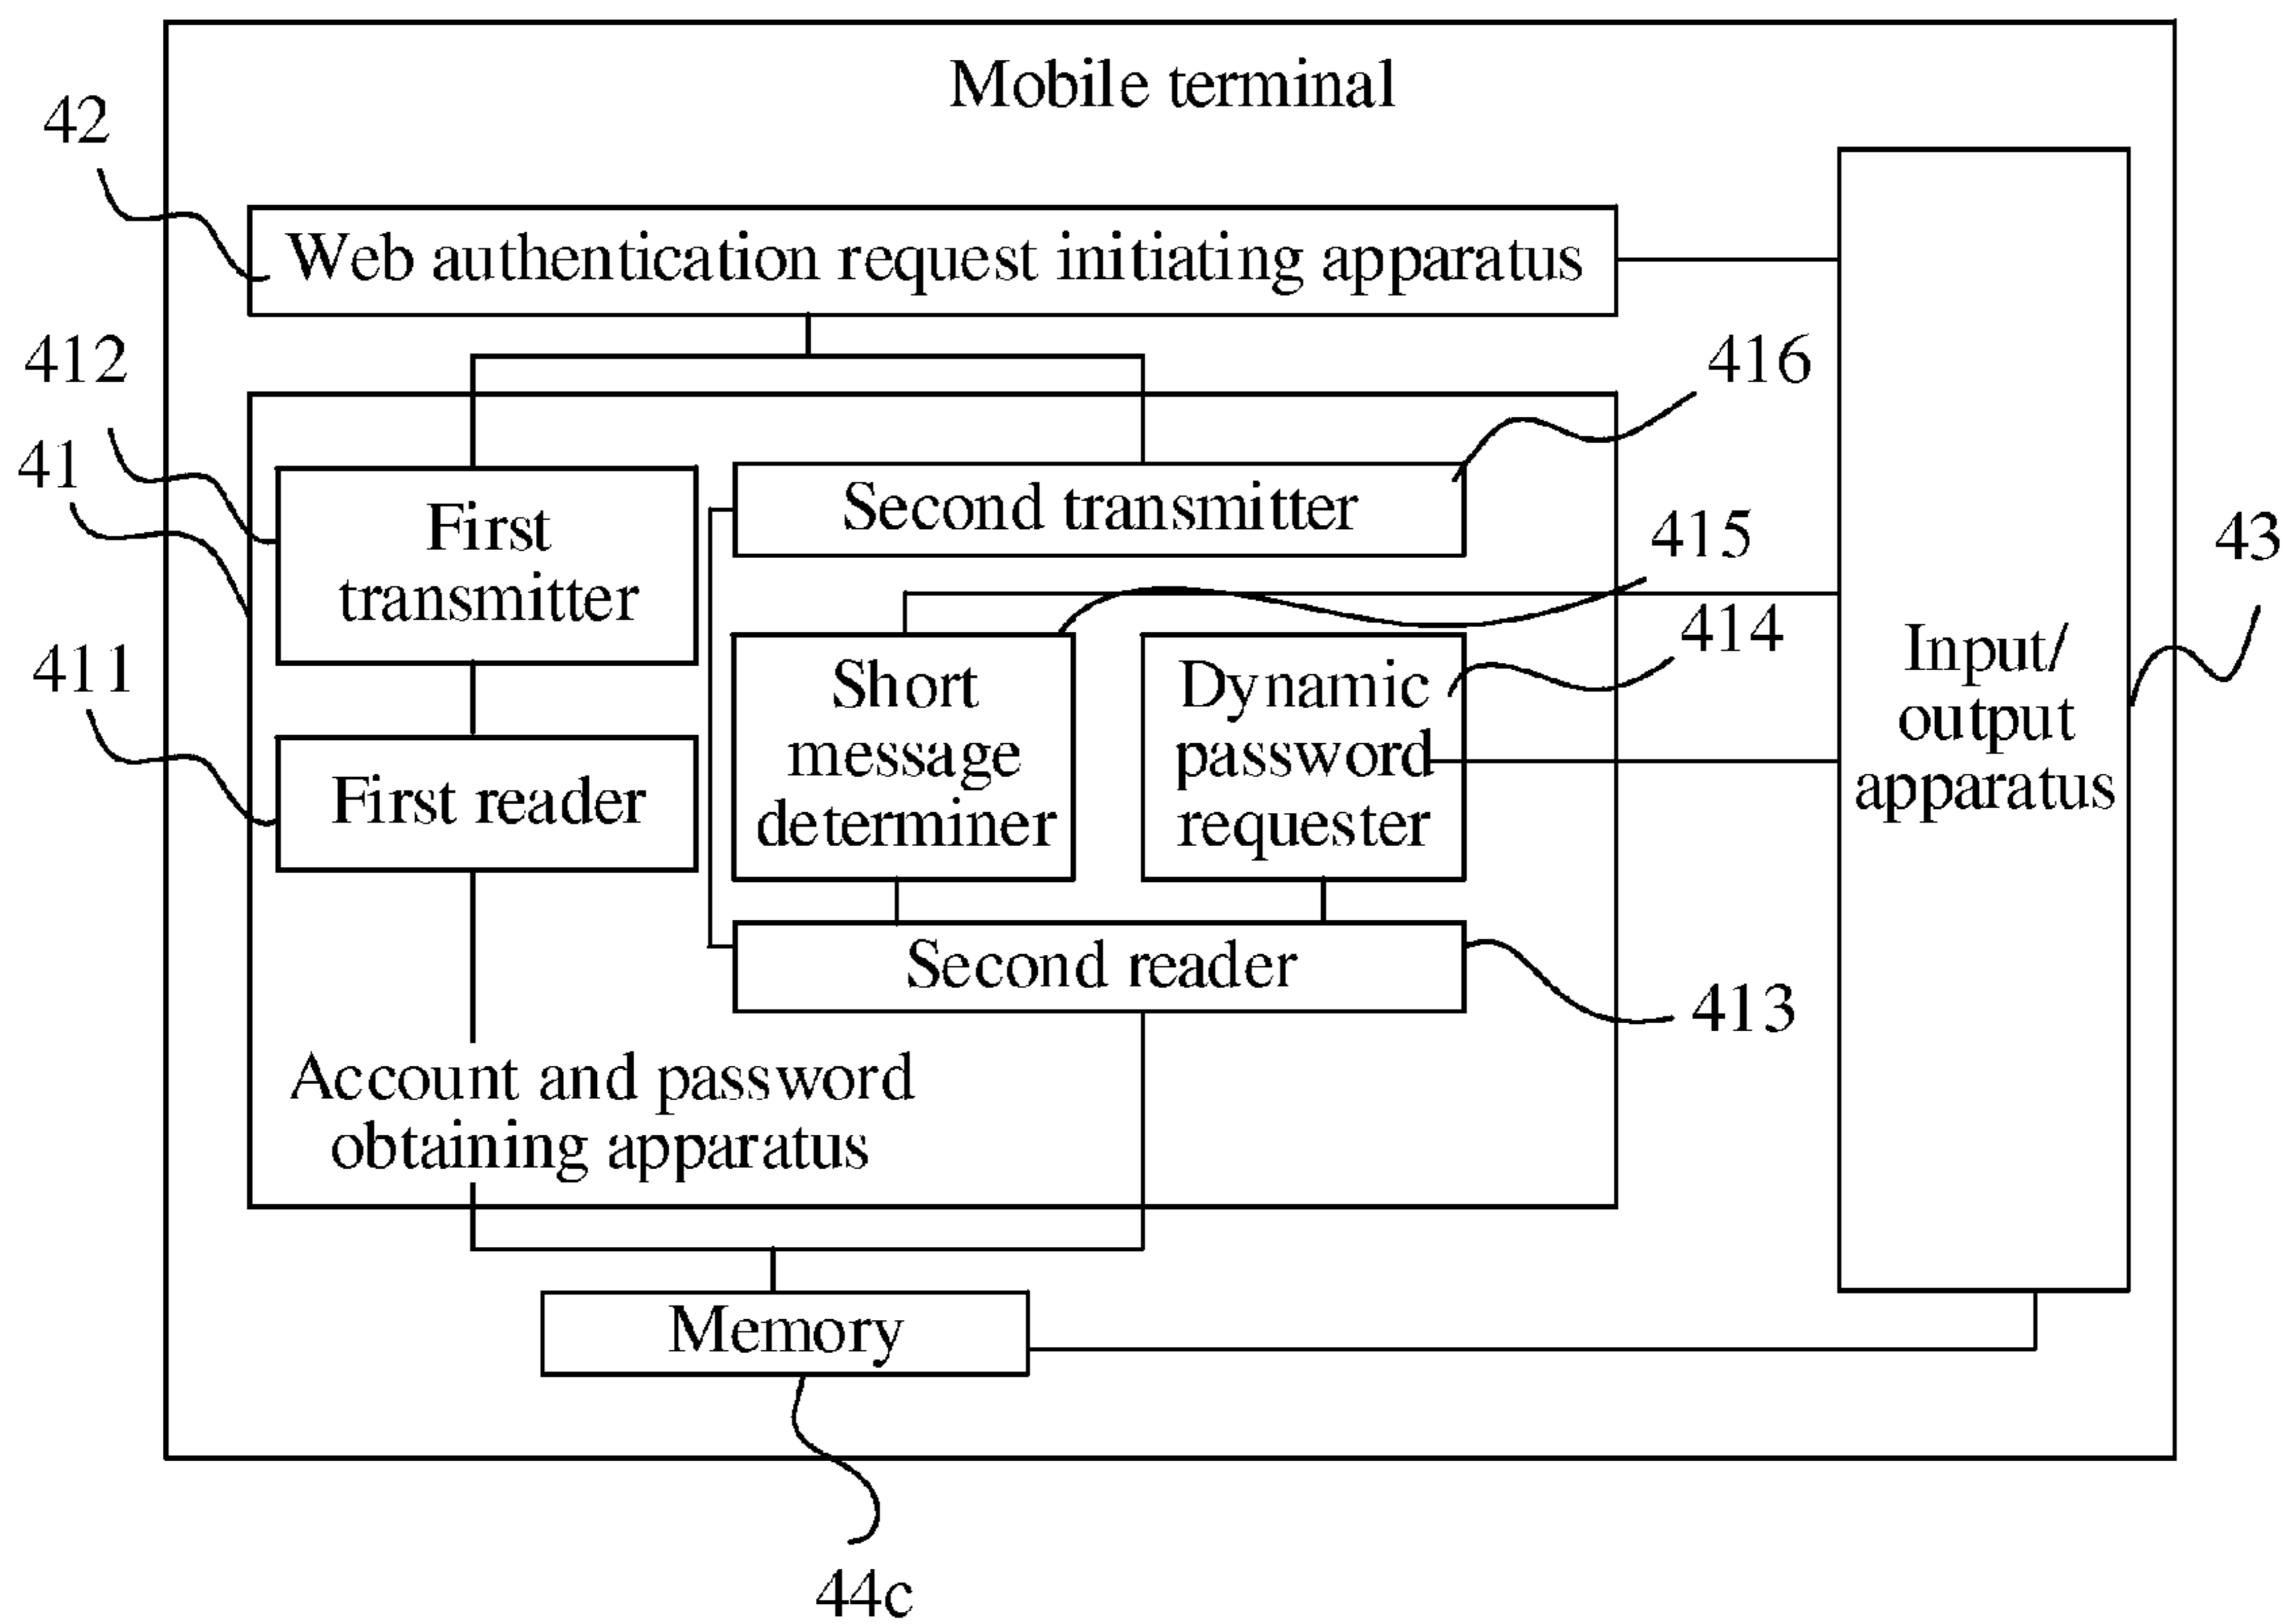 Mobile terminal
42
Web authentication request initiating apparatus
412
416
41
First
transmitter
Second transmitter
415
43
414
411
First reader
Short
message
determiner
Dynamic
password
requester
Input/
output
apparatus
Second reader
413
Account and password
obtaining apparatus
Memory
44c